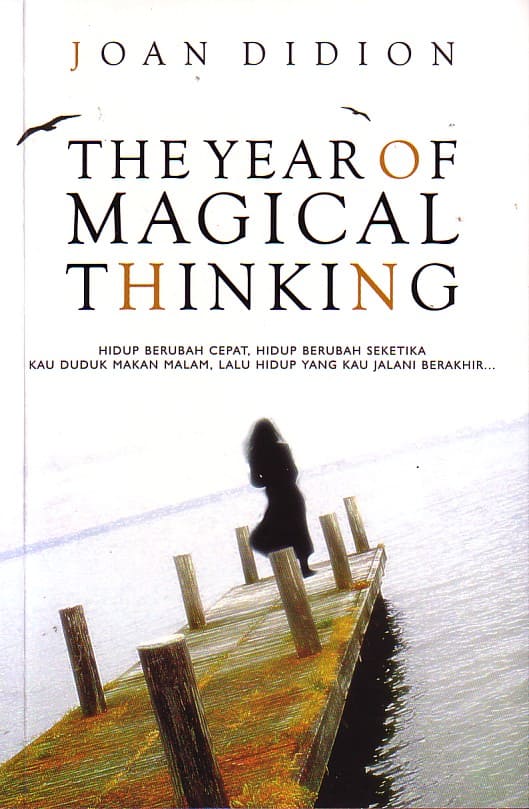 JOAN DIDION
THE YEAR OF
MAGICAL
THINKING
HIDUP BERUBAH CEPAT, HIDUP BERUBAH SEKETIKA
KAU DUDUK MAKAN MALAM, LALU HIDUP YANG KAU JALANI BERAKHIR...